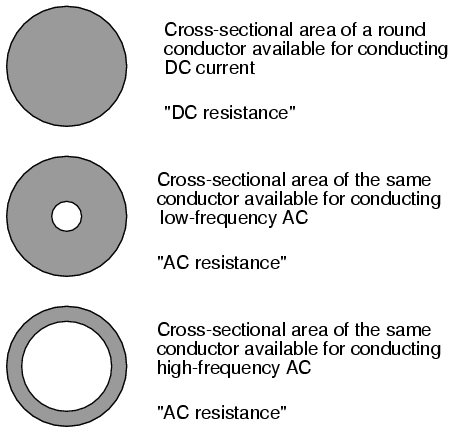 Cross-sectional area of a round
conductor available for conducting
DC current
"DC resistance"
Cross-sectional area of the same
conductor available for conducting
low-frequency AC
"AC resistance"
Cross-sectional area of the same
conductor available for conducting
high-frequency AC
"AC resistance"